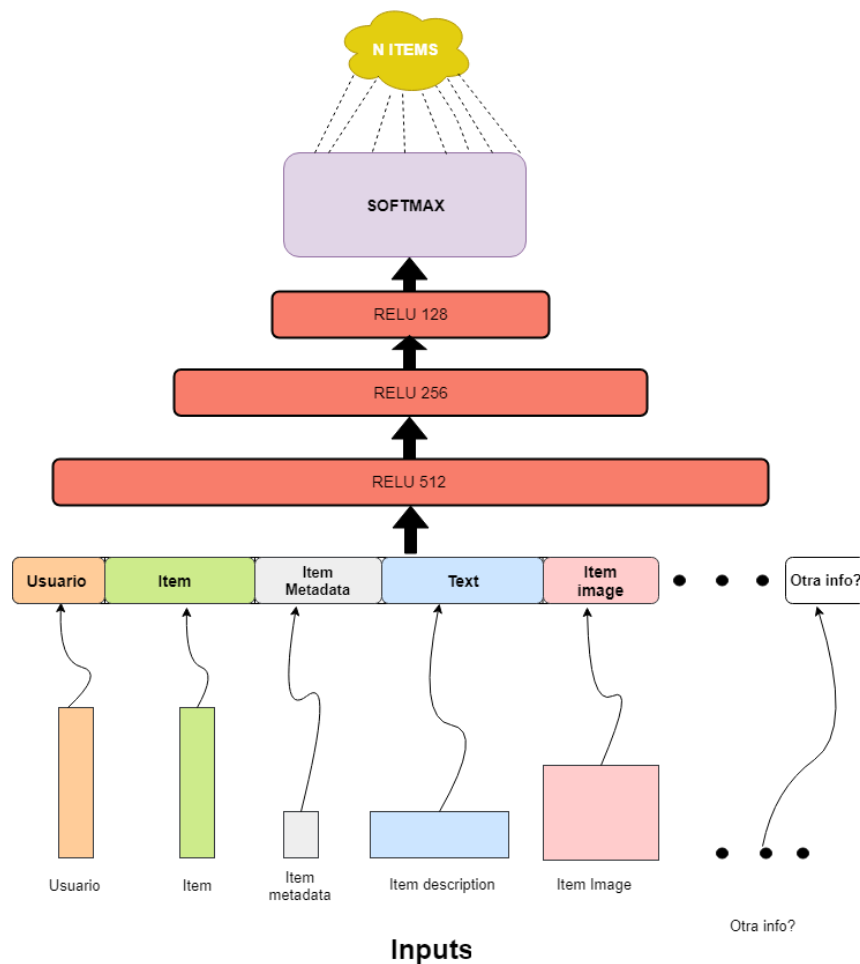 N ITEMS
SOFTMAX
RELU 128
RELU 256
RELU 512
Usuario
Item
Item
Metadata
Text
Item
image
Otra info?
Usuario
Item
Item
metadata
Item description
Item Image
Otra info?
Inputs